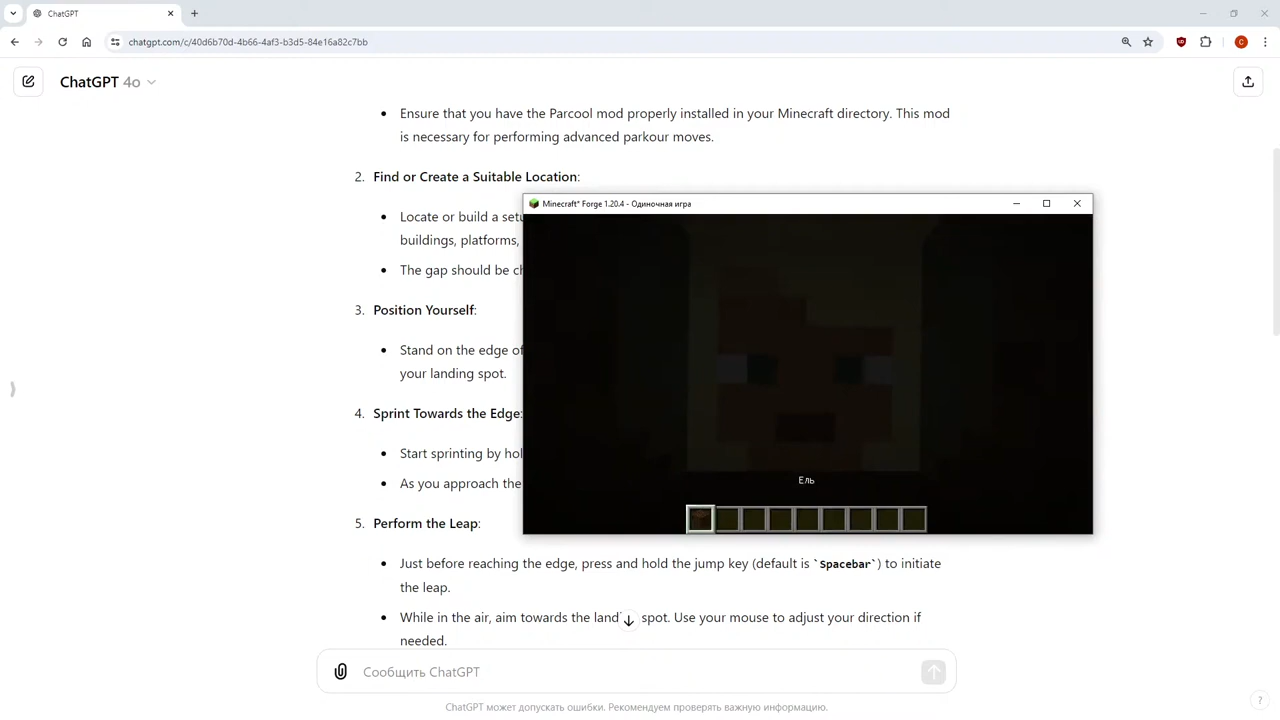 ChatGPT
chatgpt.com/c/40d6b70d-4b66-4af3-b3d5-84e16a82c7bb
ChatGPT 4o
Ensure that you have the Parcool mod properly installed in your Minecraft directory. This mod
is necessary for performing advanced parkour moves.
2. Find or Create a Suitable Location:
Minecraft* Forge 1.20.4 - Одиночная игра
Locate or build a setu
buildings, platforms,
The gap should be ch
3. Position Yourself:
Stand on the edge of
your landing spot.
4. Sprint Towards the Edge:
Start sprinting by hol
As you approach the
Ель
5. Perform the Leap:
Just before reaching the edge, press and hold the jump key (default is `Spacebar`) to initiate
the leap.
While in the air, aim towards the land spot. Use your mouse to adjust your direction if
needed.
Сообщить ChatGPT
ChatGPT может допускать ошибки. Рекомендуем проверять важную информацию.
?